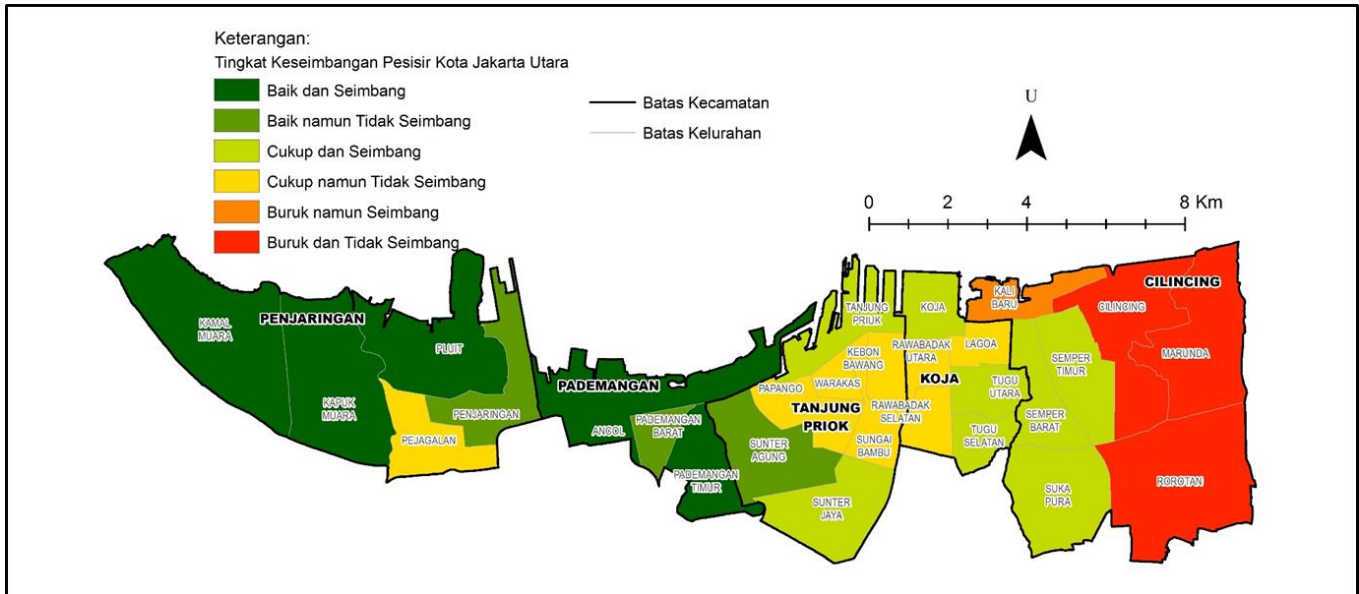 Keterangan:
Tingkat Keseimbangan Pesisir Kota Jakarta Utara
Baik dan Seimbang
Baik namun Tidak Seimbang
Cukup dan Seimbang
Cukup namun Tidak Seimbang
Buruk namun Seimbang
Buruk dan Tidak Seimbang
Batas Kecamatan
Batas Kelurahan
U
0 2 4 8 Km
KAMAL
MUARA
PENJARINGAN
KAPUK
MUARA
PLUIT
PENJARINGAN
PEJAGALAN
PADEMANGAN
ANCOL
PADEMANGAN
BARAT
PADEMANGAN
TIMUR
TANJUNG
PRIUK
KEBON
BAWANG
PAPANGO
WARAKAS
TANJUNG
PRIOK
SUNGAI
BAMBU
SUNTER
AGUNG
SUNTER
JAYA
KOJA
RAWABADAK
UTARA
LAGOA
KOJA
RAWABADAK
SELATAN
TUGU
UTARA
TUGU
SELATAN
KALI
BARU
CILINCING
CILINCING
SEMPER
TIMUR
MARUNDA
SEMPER
BARAT
SUKA
PURA
ROROTAN